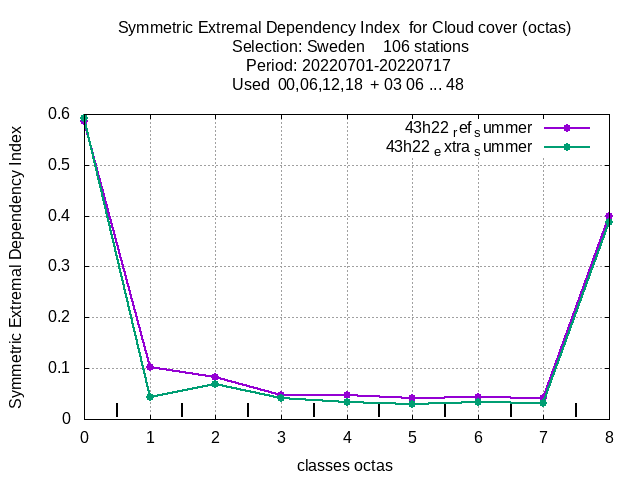 Symmetric Extremal Dependency Index for Cloud cover (octas)
Selection: Sweden 106 stations
Period: 20220701-20220717
Used 00,06,12,18 + 03 06 ... 48
43h22 ref summer
43h22 extra summer
Symmetric Extremal Dependency Index
0.6
0.5
0.4
0.3
0.2
0.1
0
0 1 2 3 4 5 6 7 8
classes octas